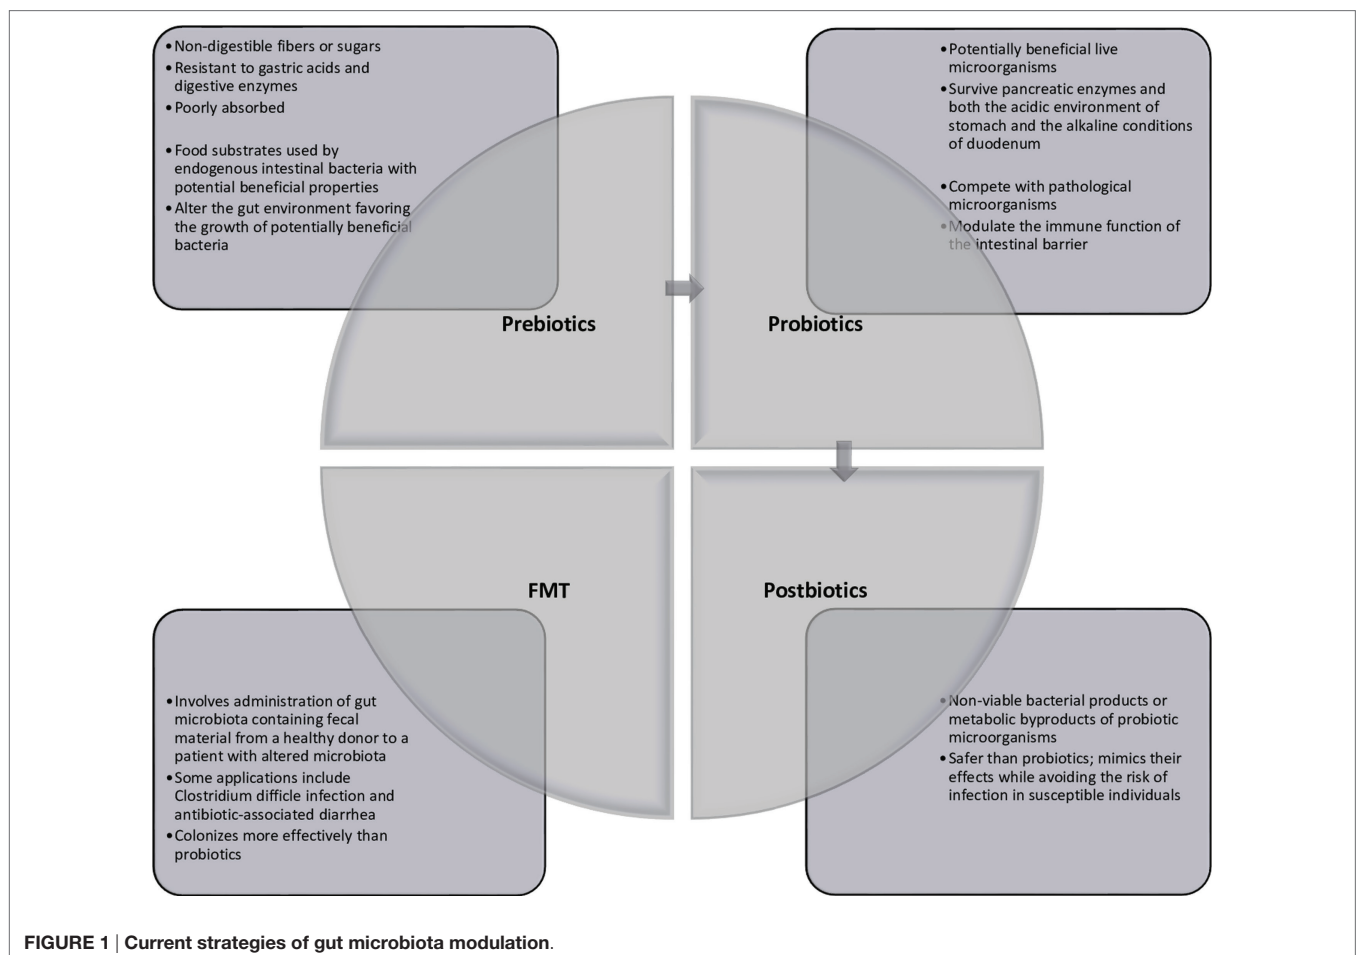 • Non-digestible fibers or sugars
• Resistant to gastric acids and
digestive enzymes
• Poorly absorbed
• Food substrates used by
endogenous intestinal bacteria with
potential beneficial properties
• Alter the gut environment favoring
the growth of potentially beneficial
bacteria
• Potentially beneficial live
microorganisms
• Survive pancreatic enzymes and
both the acidic environment of
stomach and the alkaline conditions
of duodenum
• Compete with pathological
microorganisms
• Modulate the immune function of
the intestinal barrier
Prebiotics
Probiotics
FMT
Postbiotics
• Involves administration of gut
microbiota containing fecal
material from a healthy donor to a
patient with altered microbiota
• Some applications include
Clostridium difficle infection and
antibiotic-associated diarrhea
• Colonizes more effectively than
probiotics
• Non-viable bacterial products or
metabolic byproducts of probiotic
microorganisms
• Safer than probiotics; mimics their
effects while avoiding the risk of
infection in susceptible individuals
FIGURE 1 | Current strategies of gut microbiota modulation.